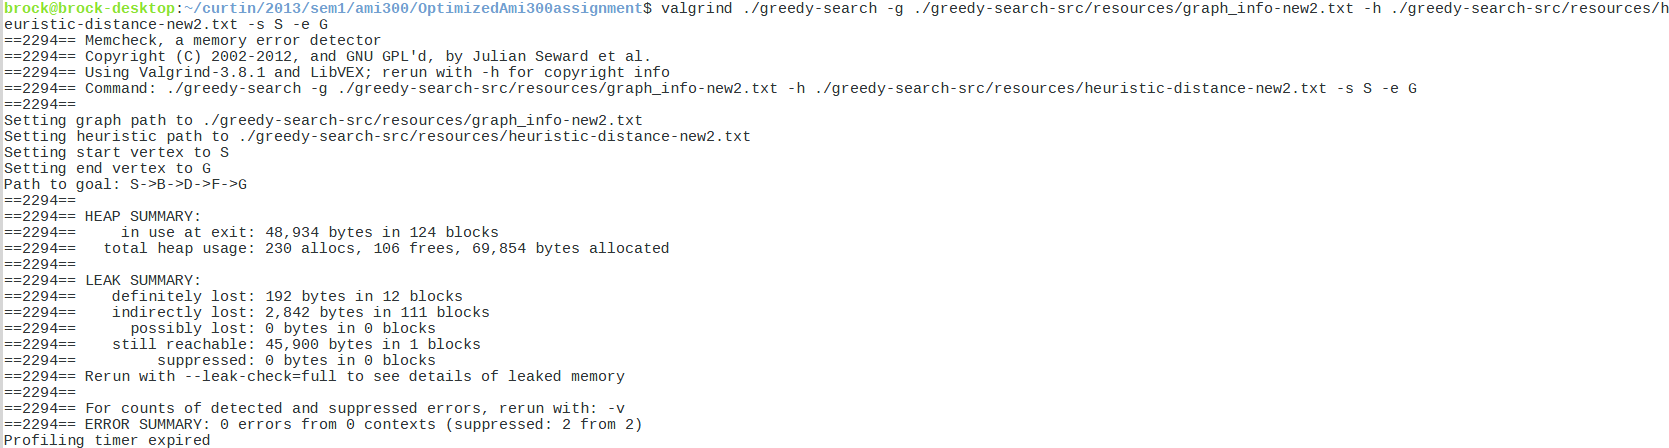 brock@brock-desktop:~/curtin/2013/sem1/ami300/OptimizedAmi300assignment$ valgrind ./greedy-search -g ./greedy-search-src/resources/graph_info-new2.txt -h ./greedy-search-src/resources/h
euristic-distance-new2.txt -s S -e G
==2294== Memcheck, a memory error detector
==2294== Copyright (C) 2002-2012, and GNU GPL'd, by Julian Seward et al.
==2294== Using Valgrind-3.8.1 and LibVEX; rerun with -h for copyright info
==2294== Command: ./greedy-search -g ./greedy-search-src/resources/graph_info-new2.txt -h ./greedy-search-src/resources/heuristic-distance-new2.txt -s S -e G
==2294==
Setting graph path to ./greedy-search-src/resources/graph_info-new2.txt
Setting heuristic path to ./greedy-search-src/resources/heuristic-distance-new2.txt
Setting start vertex to S
Setting end vertex to G
Path to goal: S->B->D->F->G
==2294==
==2294== HEAP SUMMARY:
==2294==     in use at exit: 48,934 bytes in 124 blocks
==2294==   total heap usage: 230 allocs, 106 frees, 69,854 bytes allocated
==2294==
==2294== LEAK SUMMARY:
==2294==    definitely lost: 192 bytes in 12 blocks
==2294==    indirectly lost: 2,842 bytes in 111 blocks
==2294==      possibly lost: 0 bytes in 0 blocks
==2294==    still reachable: 45,900 bytes in 1 blocks
==2294==         suppressed: 0 bytes in 0 blocks
==2294== Rerun with --leak-check=full to see details of leaked memory
==2294==
==2294== For counts of detected and suppressed errors, rerun with: -v
==2294== ERROR SUMMARY: 0 errors from 0 contexts (suppressed: 2 from 2)
Profiling timer expired